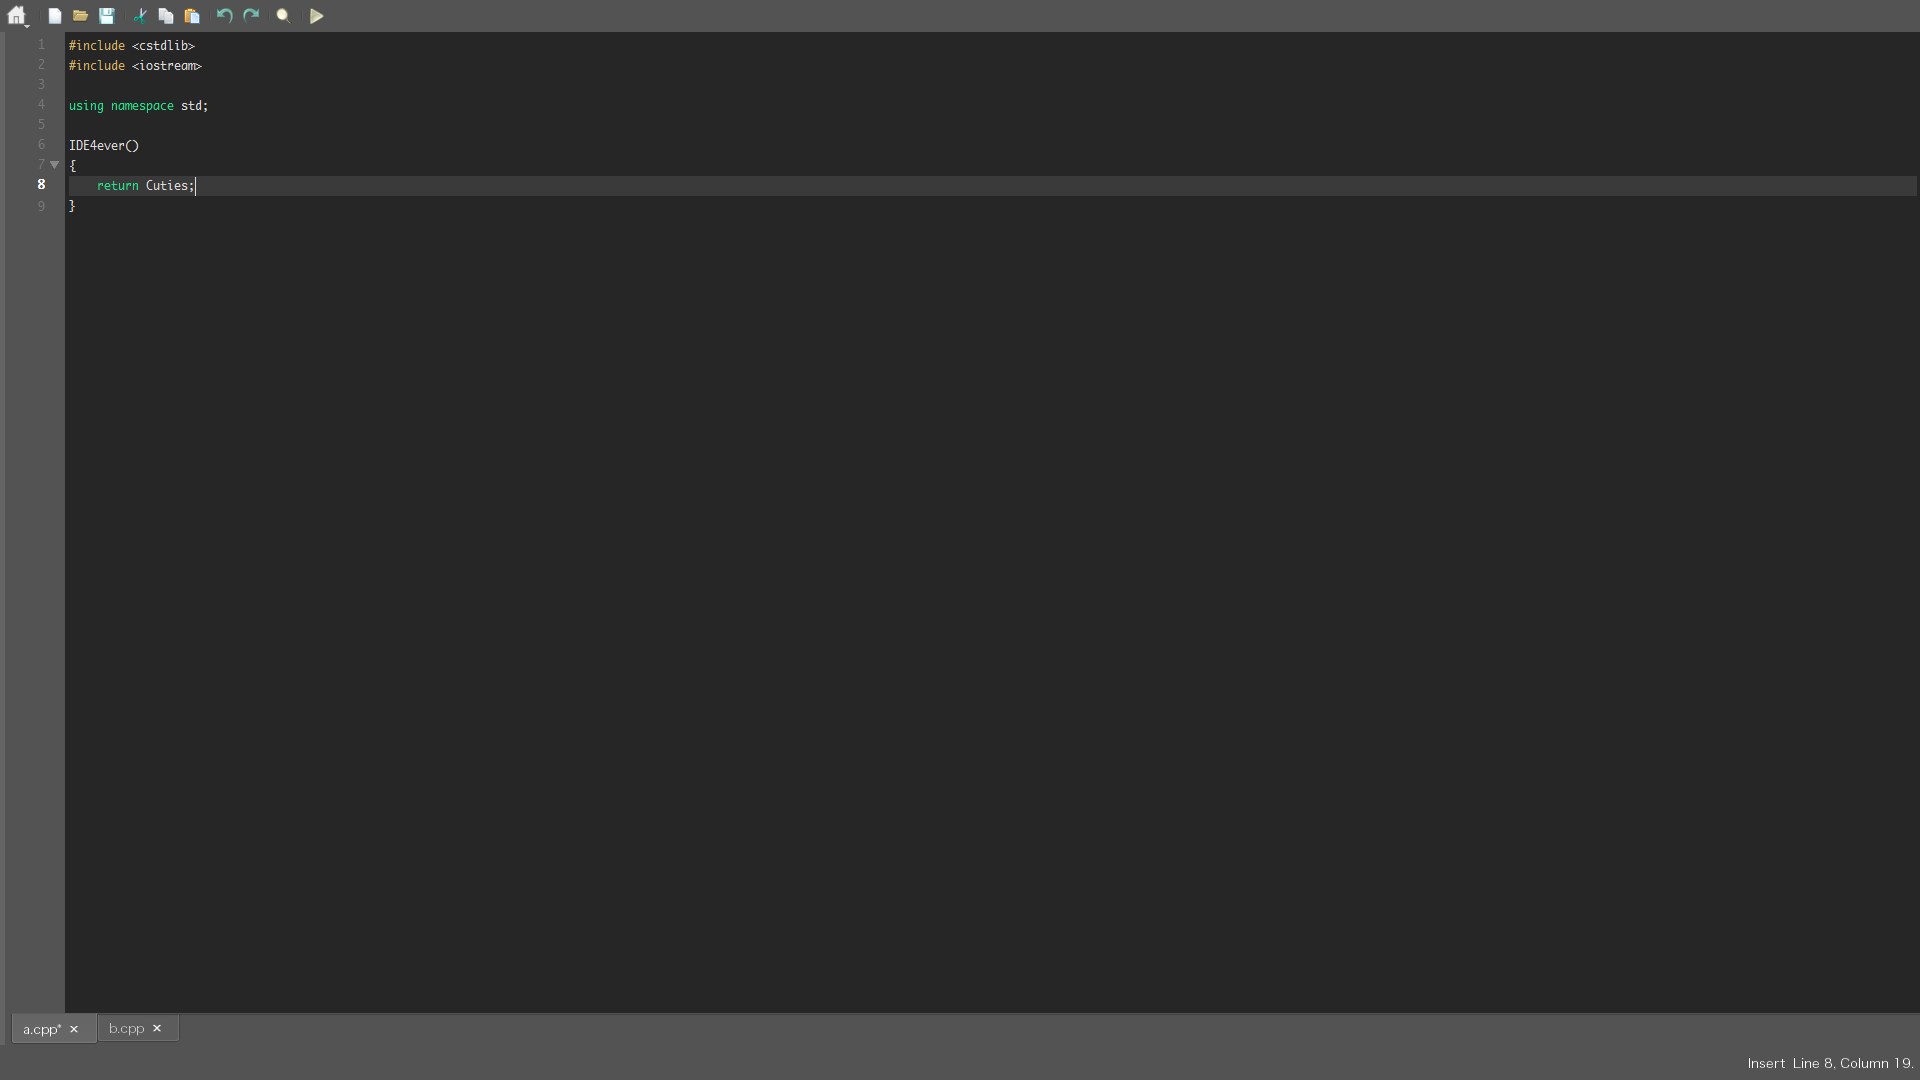 1 #include <cstdlib>
2 #include <iostream>
3
4 using namespace std;
5
6 IDE4ever()
7 {
8     return Cuties;
9 }
a.cpp* × b.cpp ×
Insert Line 8, Column 19.